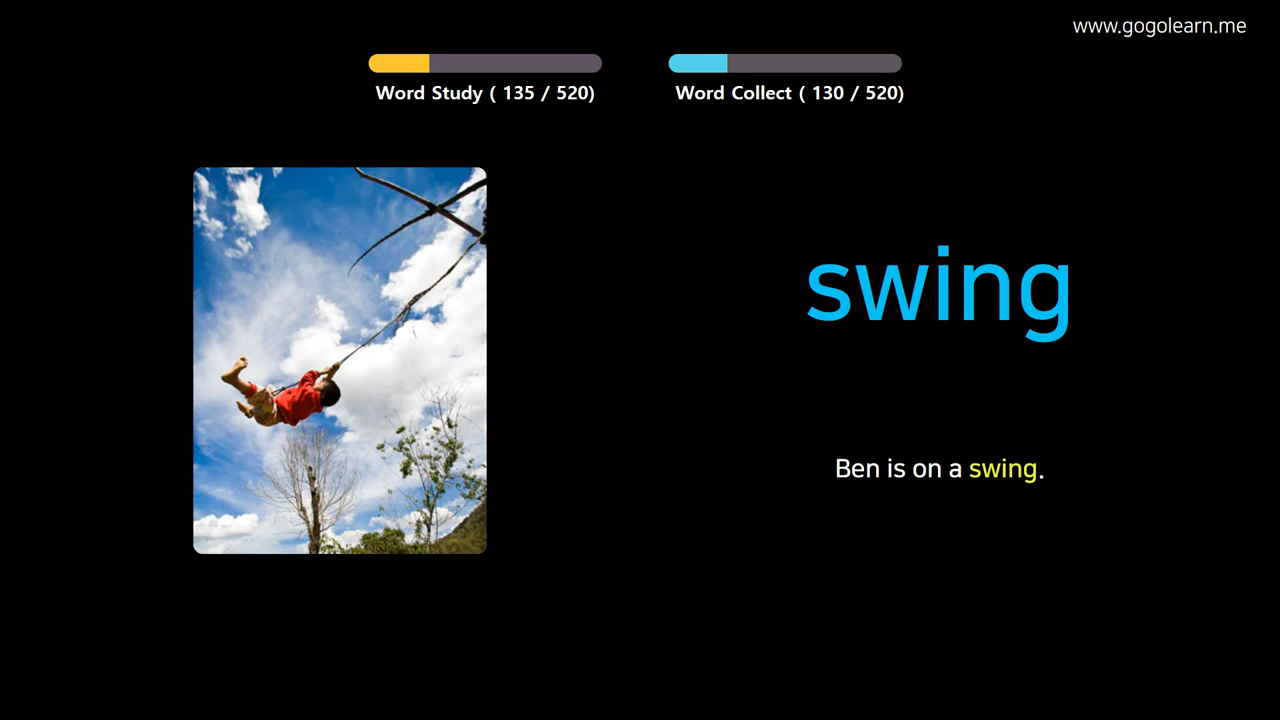 www.gogolearn.me
Word Study ( 135 / 520)
Word Collect ( 130 / 520)
swing
Ben is on a swing.